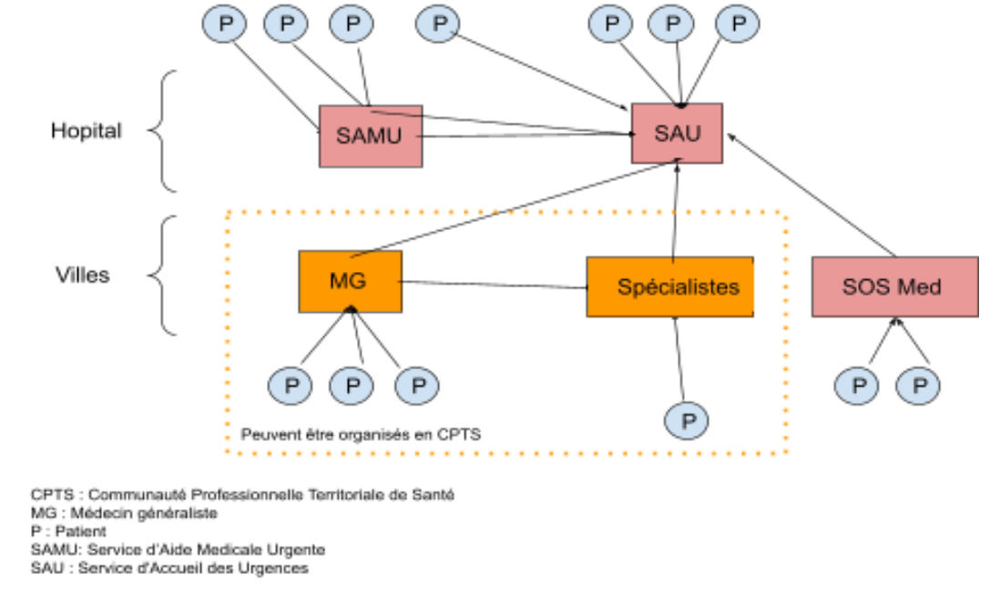 P P P P P P P
Hopital
SAMU
SAU
Villes
MG
Spécialistes
SOS Med
P P P P P
P
Peuvent être organisés en CPTS
CPTS : Communauté Professionnelle Territoriale de Santé
MG : Médecin généraliste
P : Patient
SAMU: Service d'Aide Medicale Urgente
SAU : Service d'Accueil des Urgences